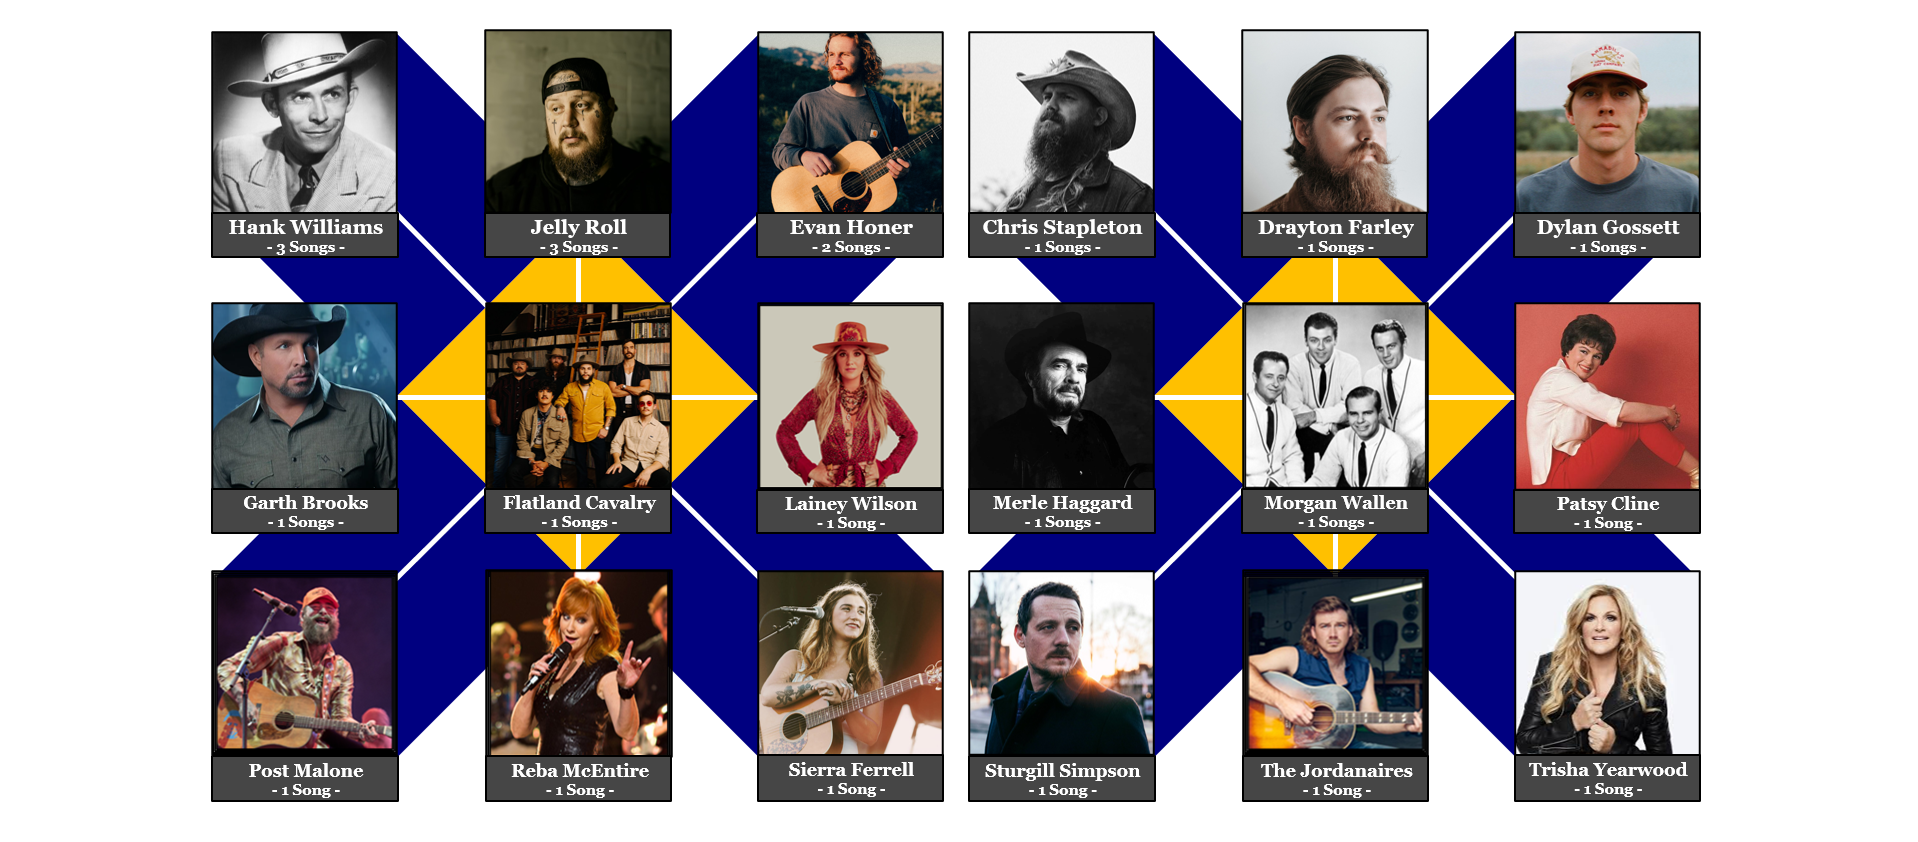 Hank Williams
- 3 Songs -
Jelly Roll
- 3 Songs -
Evan Honer
- 2 Songs -
Chris Stapleton
- 1 Songs -
Drayton Farley
- 1 Songs -
Dylan Gossett
- 1 Songs -
Garth Brooks
- 1 Songs -
Flatland Cavalry
- 1 Songs -
Lainey Wilson
- 1 Song -
Merle Haggard
- 1 Songs -
Morgan Wallen
- 1 Songs -
Patsy Cline
- 1 Song -
Post Malone
- 1 Song -
Reba McEntire
- 1 Song -
Sierra Ferrell
- 1 Song -
Sturgill Simpson
- 1 Song -
The Jordanaires
- 1 Song -
Trisha Yearwood
- 1 Song -